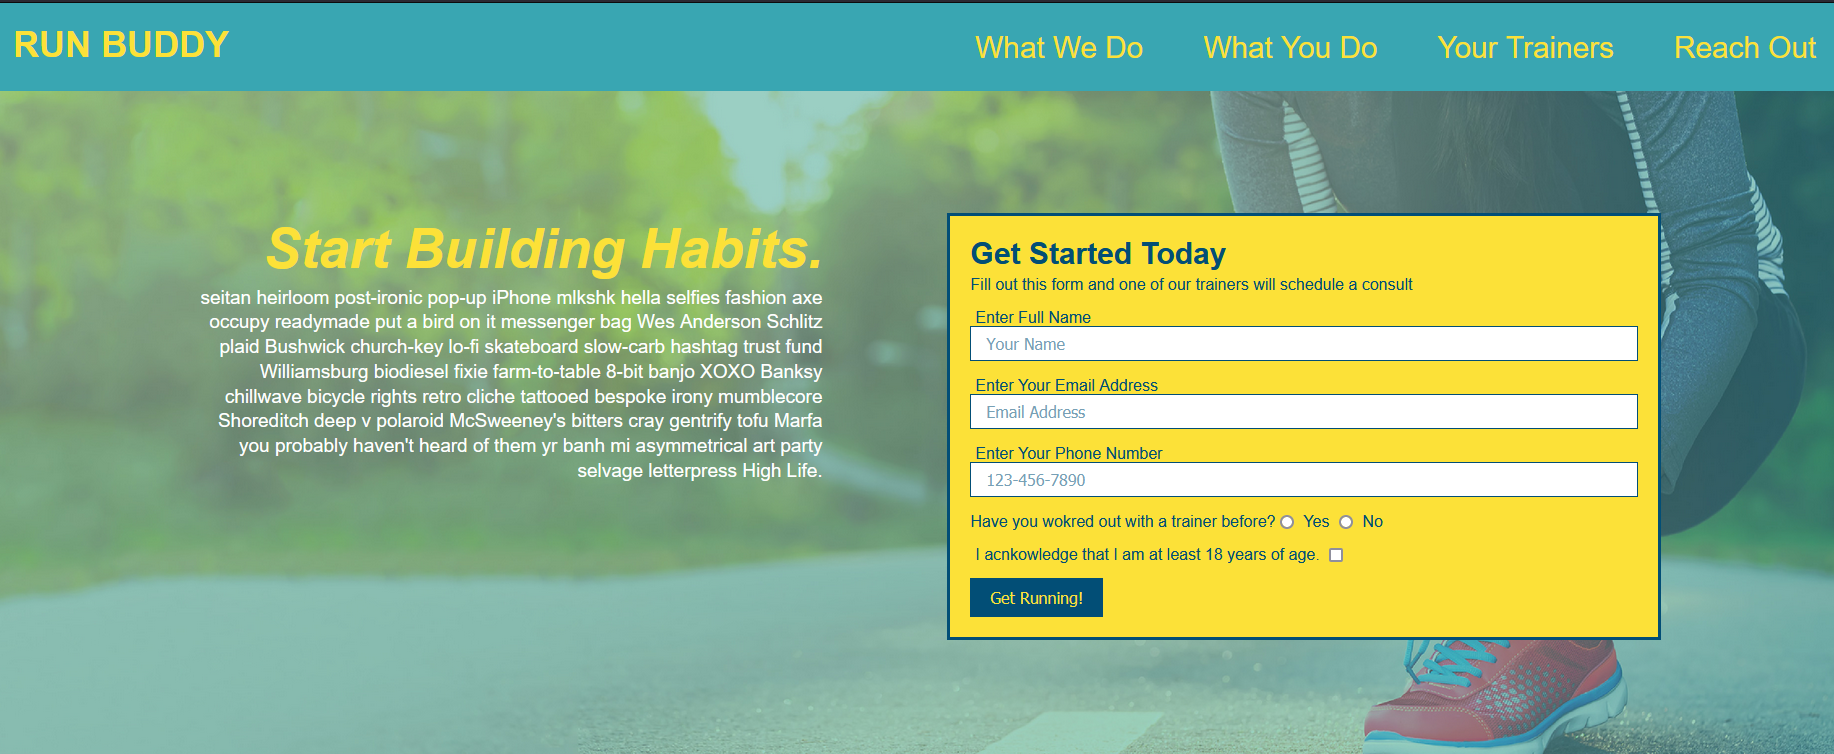 RUN BUDDY
What We Do
What You Do
Your Trainers
Reach Out
Start Building Habits.
seitan heirloom post-ironic pop-up iPhone mlkshk hella selfies fashion axe
occupy readymade put a bird on it messenger bag Wes Anderson Schlitz
plaid Bushwick church-key lo-fi skateboard slow-carb hashtag trust fund
Williamsburg biodiesel fixie farm-to-table 8-bit banjo XOXO Banksy
chillwave bicycle rights retro cliche tattooed bespoke irony mumblecore
Shoreditch deep v polaroid McSweeney's bitters cray gentrify tofu Marfa
you probably haven't heard of them yr banh mi asymmetrical art party
selvage letterpress High Life.
Get Started Today
Fill out this form and one of our trainers will schedule a consult
Enter Full Name
Your Name
Enter Your Email Address
Email Address
Enter Your Phone Number
123-456-7890
Have you wokred out with a trainer before? Yes No
I acnkowledge that I am at least 18 years of age.
Get Running!